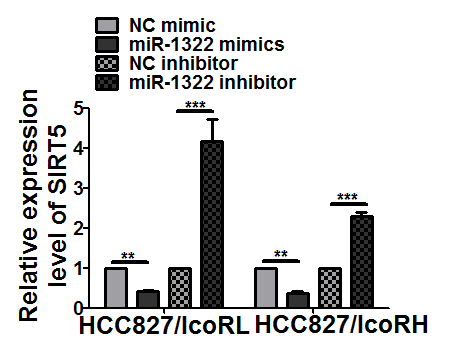 NC mimic
miR-1322 mimics
NC inhibitor
miR-1322 inhibitor
Relative expression
level of SIRT5
5
4
3
2
1
0
**
***
**
***
HCC827/IcoRL
HCC827/IcoRH